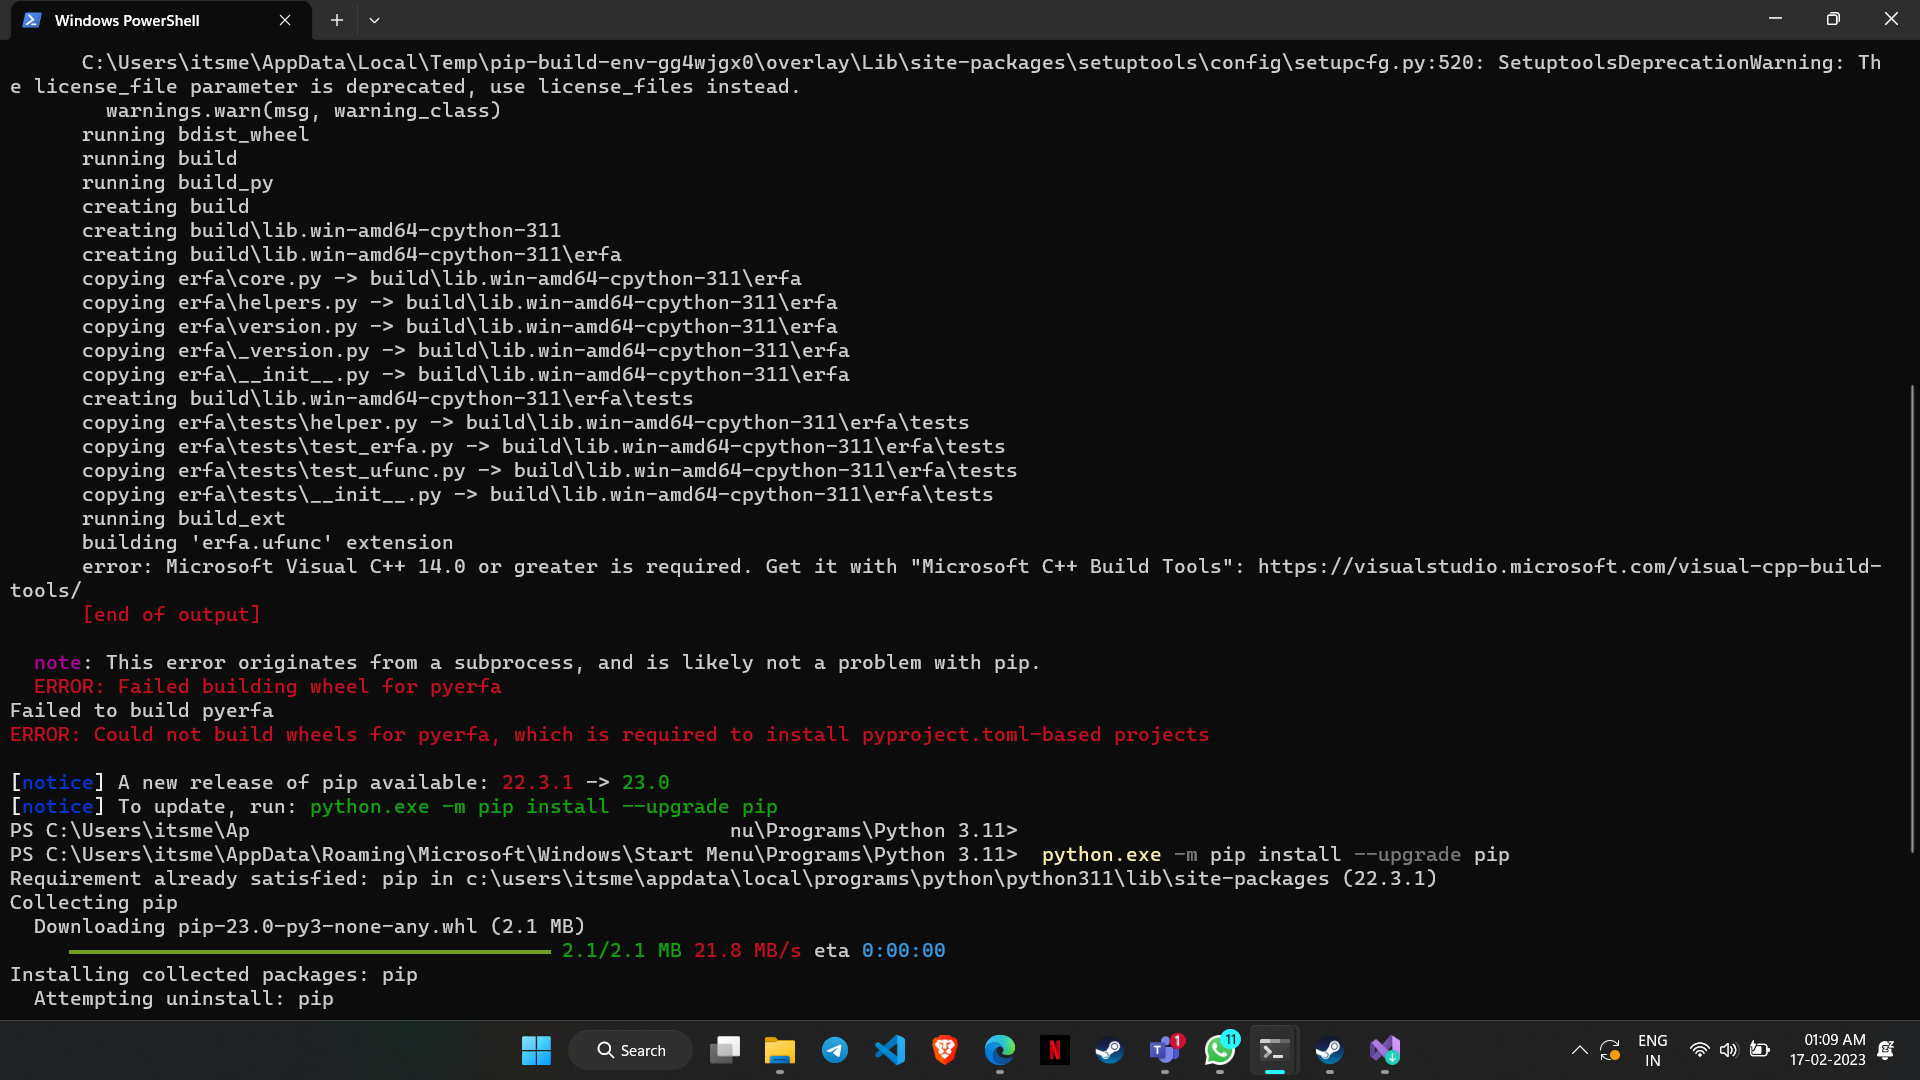 Windows PowerShell
C:\Users\itsme\AppData\Local\Temp\pip-build-env-gg4wjgx0\overlay\Lib\site-packages\setuptools\config\setupcfg.py:520: SetuptoolsDeprecationWarning: Th
e license_file parameter is deprecated, use license_files instead.
warnings.warn(msg, warning_class)
running bdist_wheel
running build
running build_py
creating build
creating build\lib.win-amd64-cpython-311
creating build\lib.win-amd64-cpython-311\erfa
copying erfa\core.py -> build\lib.win-amd64-cpython-311\erfa
copying erfa\helpers.py -> build\lib.win-amd64-cpython-311\erfa
copying erfa\version.py -> build\lib.win-amd64-cpython-311\erfa
copying erfa\_version.py -> build\lib.win-amd64-cpython-311\erfa
copying erfa\__init__.py -> build\lib.win-amd64-cpython-311\erfa
creating build\lib.win-amd64-cpython-311\erfa\tests
copying erfa\tests\helper.py -> build\lib.win-amd64-cpython-311\erfa\tests
copying erfa\tests\test_erfa.py -> build\lib.win-amd64-cpython-311\erfa\tests
copying erfa\tests\test_ufunc.py -> build\lib.win-amd64-cpython-311\erfa\tests
copying erfa\tests\__init__.py -> build\lib.win-amd64-cpython-311\erfa\tests
running build_ext
building 'erfa.ufunc' extension
error: Microsoft Visual C++ 14.0 or greater is required. Get it with "Microsoft C++ Build Tools": https://visualstudio.microsoft.com/visual-cpp-build-
tools/
[end of output]
note: This error originates from a subprocess, and is likely not a problem with pip.
ERROR: Failed building wheel for pyerfa
Failed to build pyerfa
ERROR: Could not build wheels for pyerfa, which is required to install pyproject.toml-based projects
[notice] A new release of pip available: 22.3.1 -> 23.0
[notice] To update, run: python.exe -m pip install --upgrade pip
PS C:\Users\itsme\Ap nu\Programs\Python 3.11>
PS C:\Users\itsme\AppData\Roaming\Microsoft\Windows\Start Menu\Programs\Python 3.11> python.exe -m pip install --upgrade pip
Requirement already satisfied: pip in c:\users\itsme\appdata\local\programs\python\python311\lib\site-packages (22.3.1)
Collecting pip
Downloading pip-23.0-py3-none-any.whl (2.1 MB)
2.1/2.1 MB 21.8 MB/s eta 0:00:00
Installing collected packages: pip
Attempting uninstall: pip
Search
1
11
ENG
IN
01:09 AM
17-02-2023